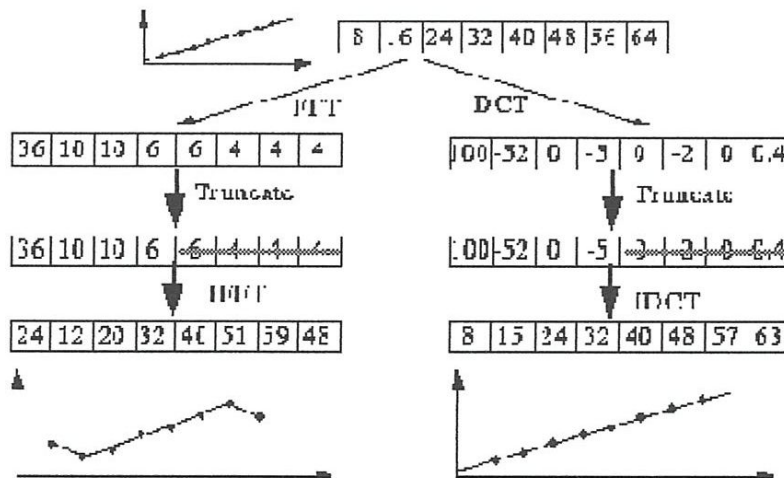 8 .6 24 32 40 48 56 64
FFT DCT
36 10 10 6 6 4 4 4
100 -52 0 -5 0 -2 0 0.4
Truncate Truncate
36 10 10 6
100 -52 0 -5
IFFT IDCT
24 12 20 32 40 51 59 48
8 15 24 32 40 48 57 63